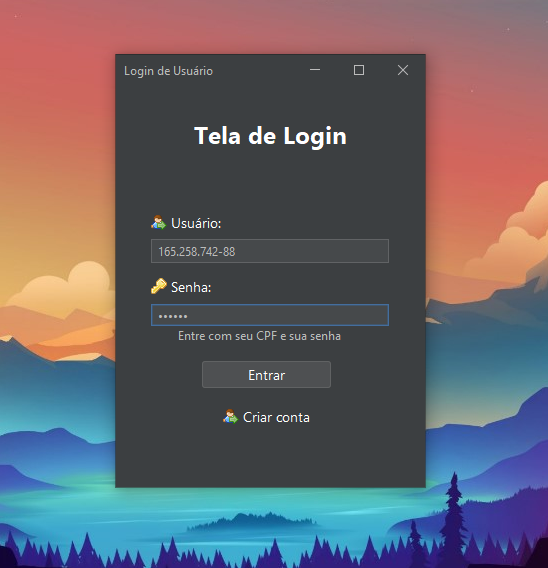 Login de Usuário
Tela de Login
Usuário:
165.258.742-88
Senha:
••••••
Entre com seu CPF e sua senha
Entrar
Criar conta